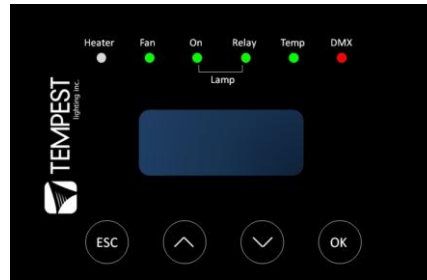 Heater Fan On Relay Temp DMX
Lamp
TEMPEST
lighting inc.
ESC OK